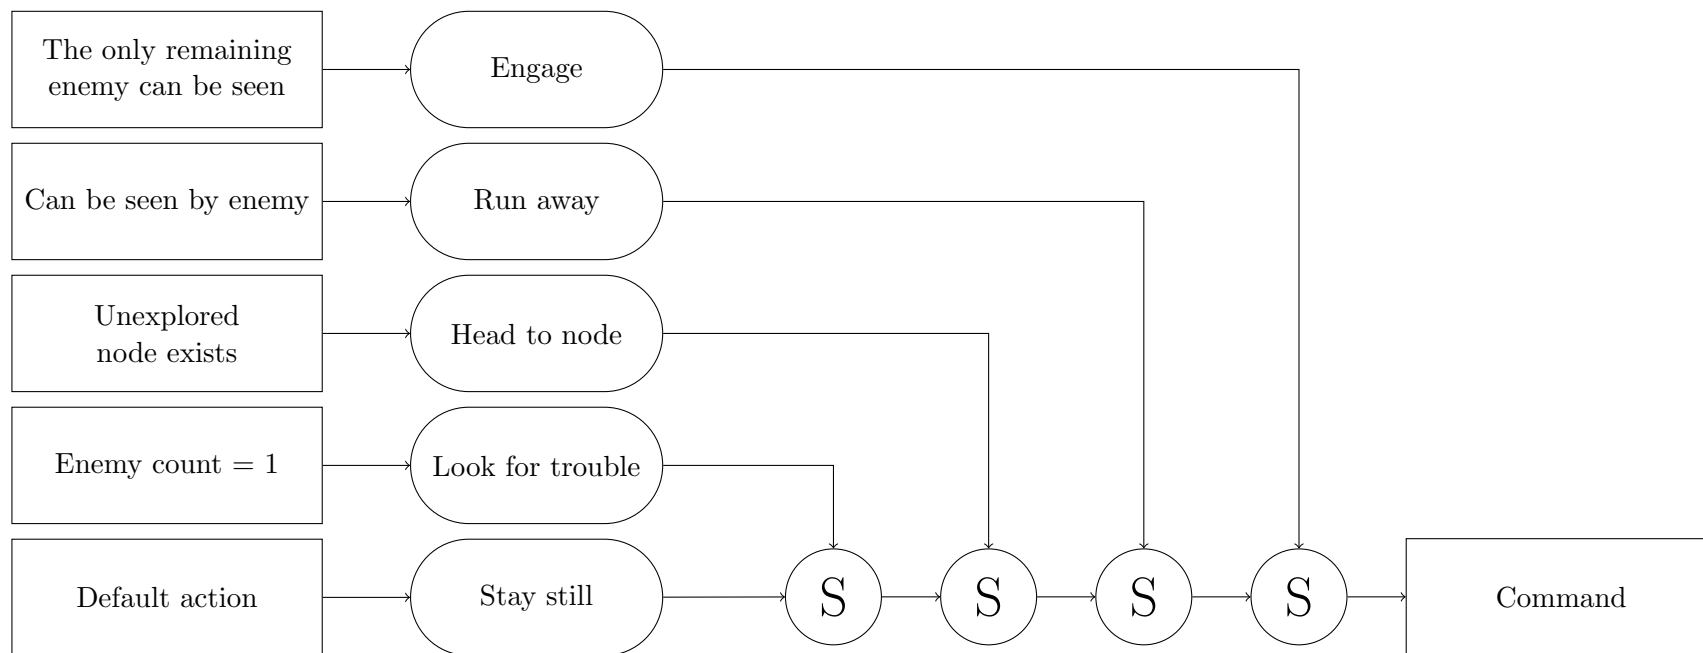 The only remaining
enemy can be seen
Engage
Can be seen by enemy
Run away
Unexplored
node exists
Head to node
Enemy count = 1
Look for trouble
Default action
Stay still
S
S
S
S
Command